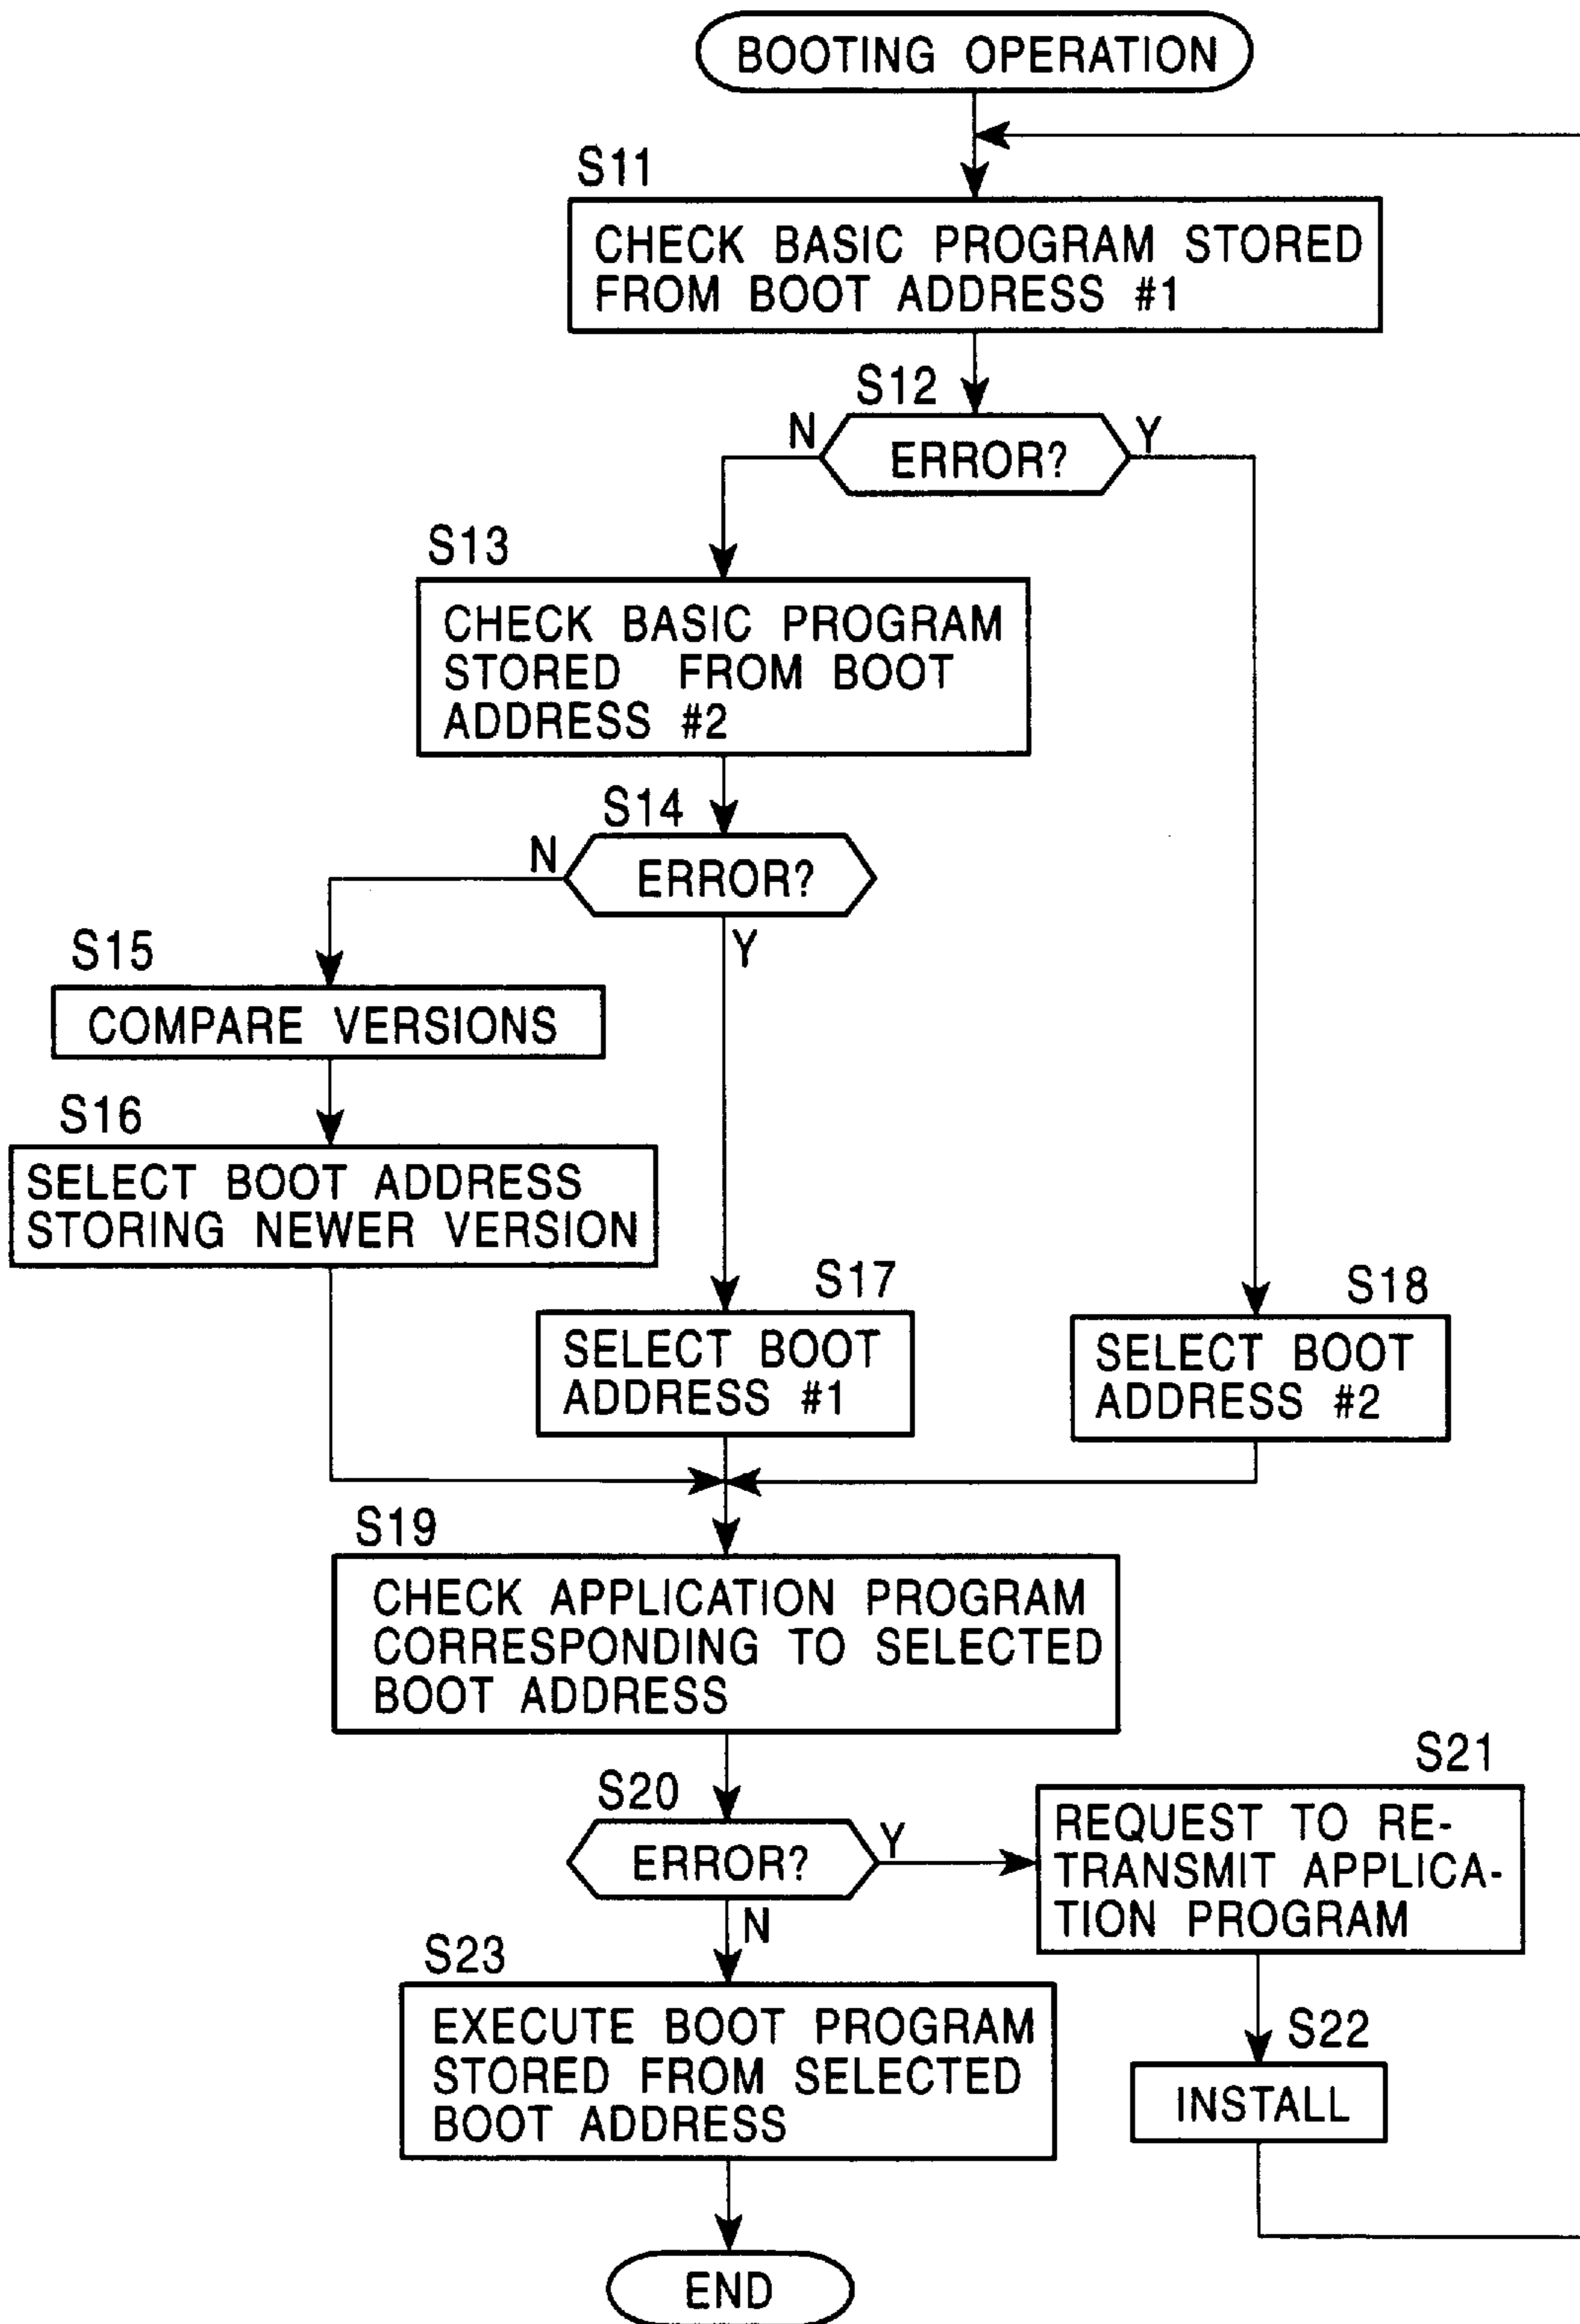 BOOTING OPERATION
S11
CHECK BASIC PROGRAM STORED
FROM BOOT ADDRESS #1
S12
N
ERROR?
Y
S13
CHECK BASIC PROGRAM
STORED FROM BOOT
ADDRESS #2
S14
N
ERROR?
Y
S15
COMPARE VERSIONS
S16
SELECT BOOT ADDRESS
STORING NEWER VERSION
S17
SELECT BOOT
ADDRESS #1
S18
SELECT BOOT
ADDRESS #2
S19
CHECK APPLICATION PROGRAM
CORRESPONDING TO SELECTED
BOOT ADDRESS
S20
ERROR?
Y
N
S21
REQUEST TO RE-
TRANSMIT APPLICA-
TION PROGRAM
S22
INSTALL
S23
EXECUTE BOOT PROGRAM
STORED FROM SELECTED
BOOT ADDRESS
END